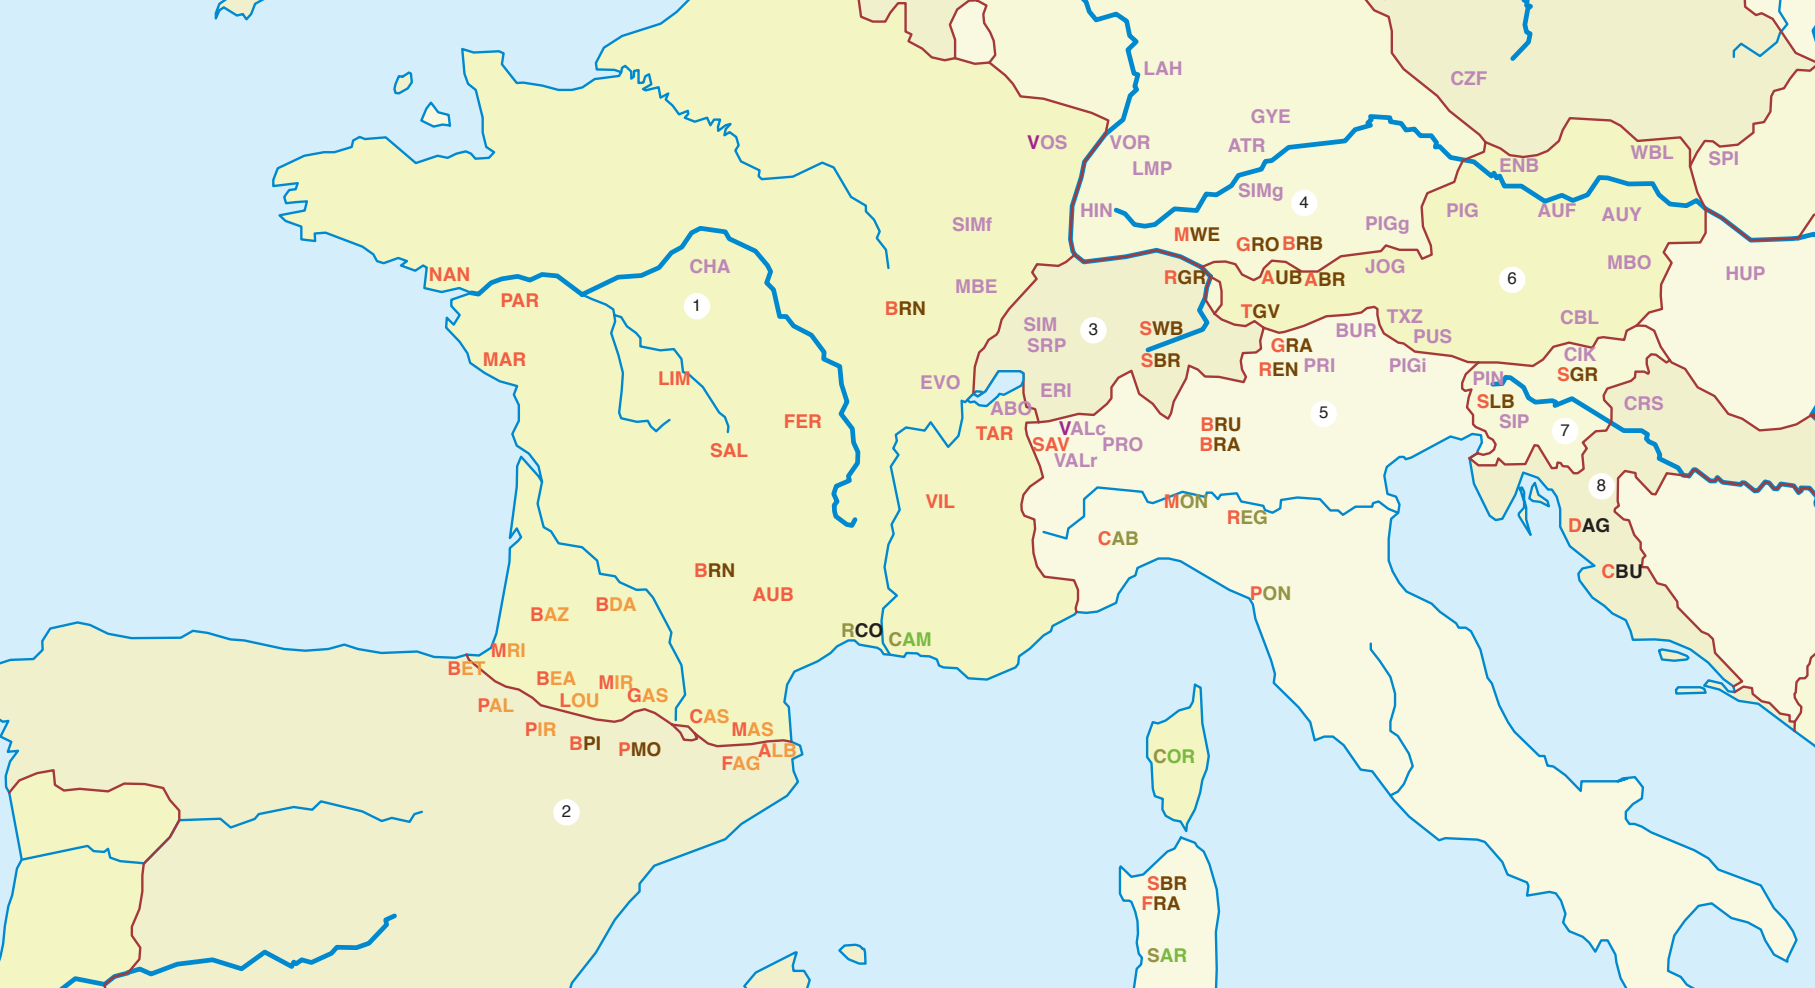 LAH
CZF
GYE
VOS
VOR
ATR
WBL
SPI
LMP
ENB
SIMg
4
HIN
PIG
AUF
AUY
SIMf
PIGg
MWE
GRO
BRB
CHA
JOG
MBO
HUP
NAN
RGR
AUB
ABR
6
MBE
PAR
1
BRN
TGV
CBL
TXZ
SIM
3
SWB
BUR
PUS
SRP
GRA
CIK
MAR
SBR
REN
PRI
PIGi
SGR
LIM
EVO
ERI
PIN
SLB
CRS
ABO
5
FER
SIP
BRU
VALc
7
TAR
SAV
PRO
BRA
SAL
VALr
8
VIL
MON
REG
DAG
CAB
BRN
CBU
AUB
PON
BDA
BAZ
RCO
CAM
MRI
BET
BEA
MIR
GAS
LOU
PAL
CAS
PIR
MAS
BPI
PMO
ALB
COR
FAG
2
SBR
FRA
SAR